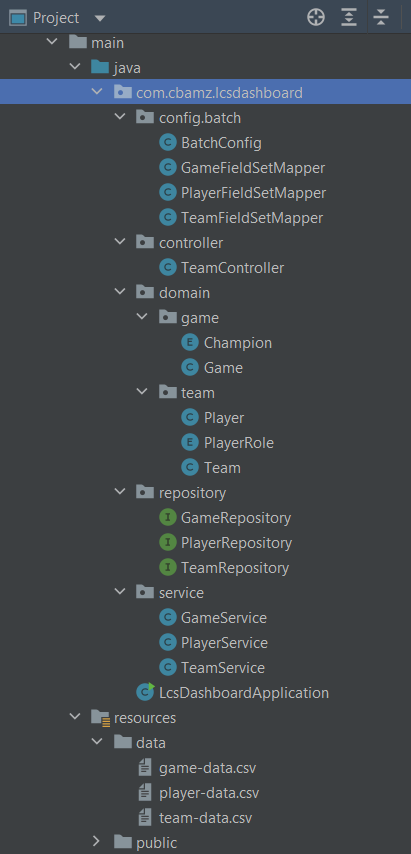 Project
main
java
com.cbamz.lcsdashboard
config.batch
C BatchConfig
C GameFieldSetMapper
C PlayerFieldSetMapper
C TeamFieldSetMapper
controller
C TeamController
domain
game
E Champion
C Game
team
C Player
E PlayerRole
C Team
repository
I GameRepository
I PlayerRepository
I TeamRepository
service
C GameService
C PlayerService
C TeamService
C LcsDashboardApplication
resources
data
game-data.csv
player-data.csv
team-data.csv
public